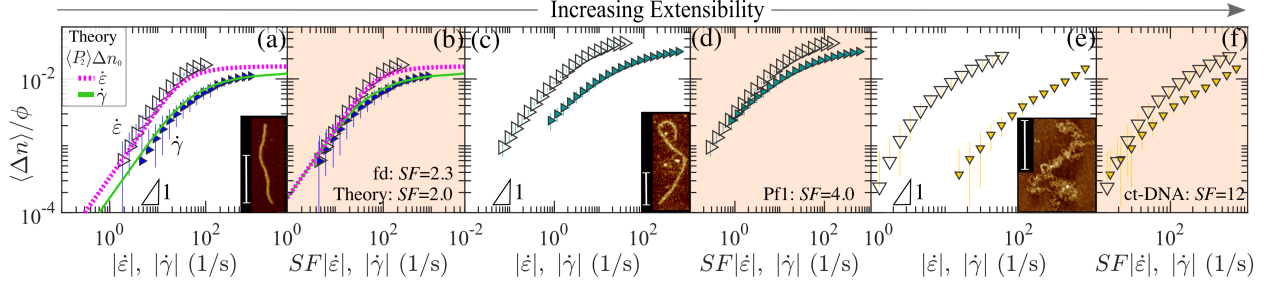 Increasing Extensibility
Theory
⟨P₂⟩Δn₀
ε̇
γ̇
(a)
(b)
(c)
(d)
(e)
(f)
⟨Δn⟩/ϕ
10⁻²
10⁻⁴
ε̇
γ̇
1
fd: SF=2.3
Theory: SF=2.0
1
Pf1: SF=4.0
1
ct-DNA: SF=12
10⁰ 10² 10⁰ 10² 10⁻² 10⁰ 10² 10⁰ 10² 10⁰ 10² 10²
|ε̇|, |γ̇| (1/s)
SF|ε̇|, |γ̇| (1/s)
|ε̇|, |γ̇| (1/s)
SF|ε̇|, |γ̇| (1/s)
|ε̇|, |γ̇| (1/s)
SF|ε̇|, |γ̇| (1/s)